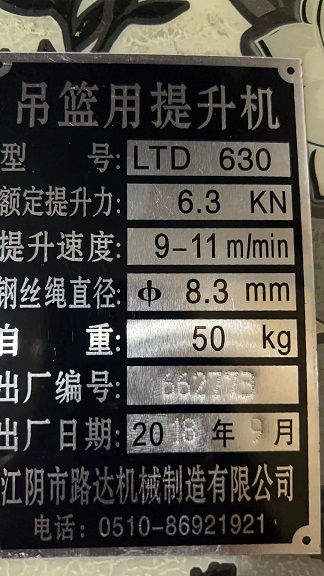 吊篮用提升机
型 号: LTD 630
额定提升力: 6.3 KN
提升速度: 9-11 m/min
钢丝绳直径: ф 8.3 mm
自 重: 50 kg
出厂编号: 662773
出厂日期: 2018 年 9 月
江阴市路达机械制造有限公司
电话: 0510-86921921